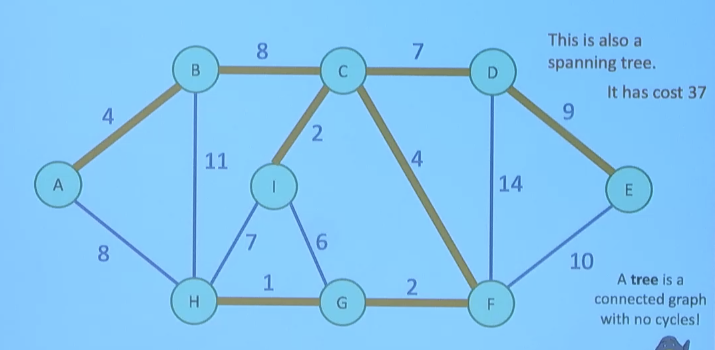 This is also a
spanning tree.
It has cost 37
8
7
B
C
D
4
9
2
11
4
14
A
I
E
8
7
6
10
1
2
H
G
F
A tree is a
connected graph
with no cycles!